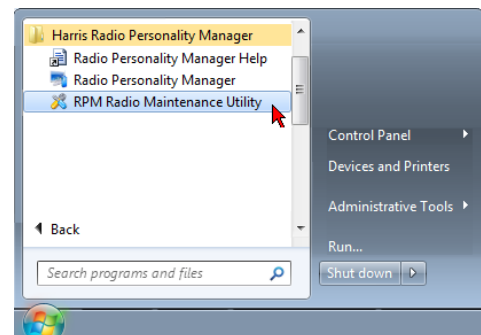 Harris Radio Personality Manager
Radio Personality Manager Help
Radio Personality Manager
RPM Radio Maintenance Utility
Control Panel
Devices and Printers
Administrative Tools
Back
Run...
Search programs and files
Shut down